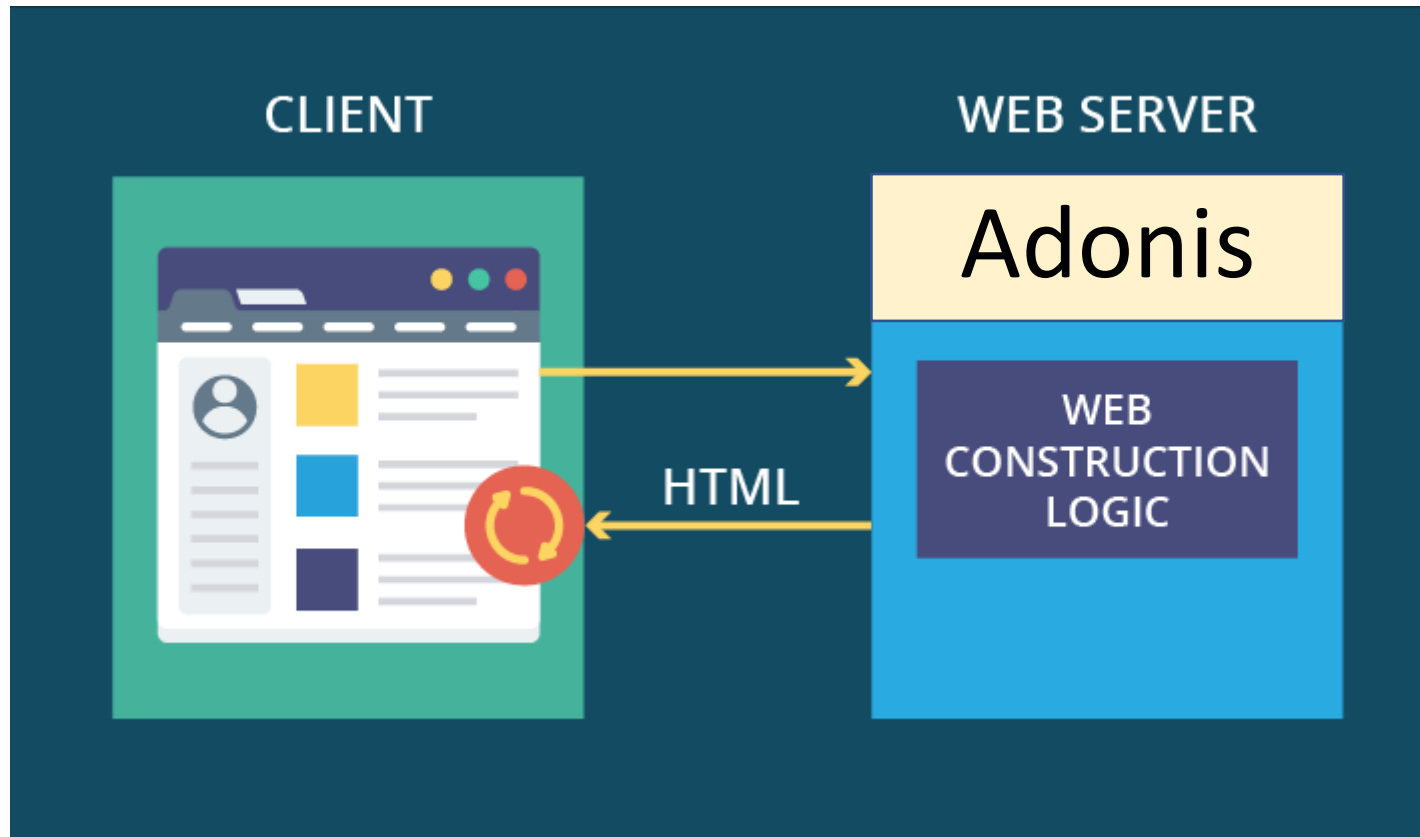 CLIENT
WEB SERVER
Adonis
WEB
CONSTRUCTION
LOGIC
HTML